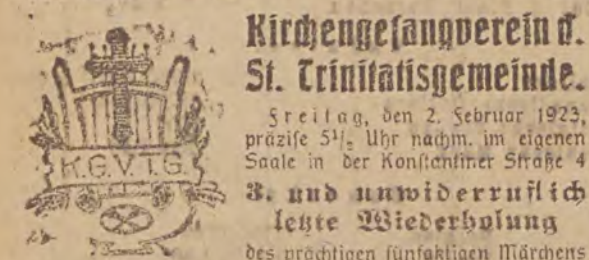 Kirchengesangverein d.
St. Trinitatisgemeinde.
Freitag, den 2. Februar 1923,
präzise 5½ Uhr nachm. im eigenen
Saale in der Konstantiner Straße 4
3. und unwiderruflich
letzte Wiederholung
des prächtigen fünfaktigen Märchens
K.G.V.T.G.